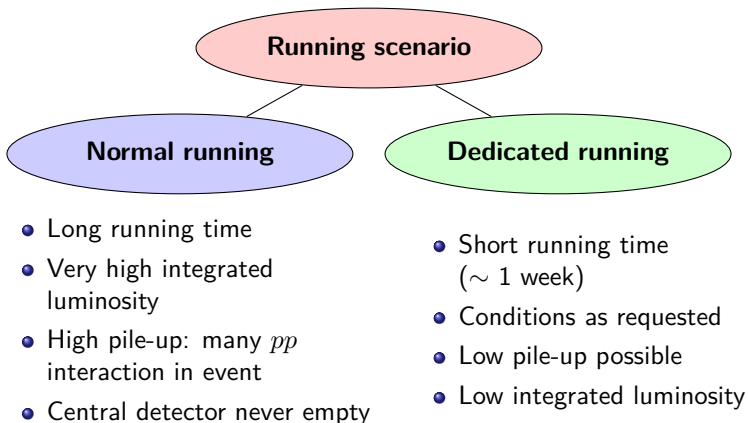 Running scenario
Normal running
Dedicated running
Long running time
Very high integrated
luminosity
High pile-up: many pp
interaction in event
Central detector never empty
Short running time
(∼ 1 week)
Conditions as requested
Low pile-up possible
Low integrated luminosity